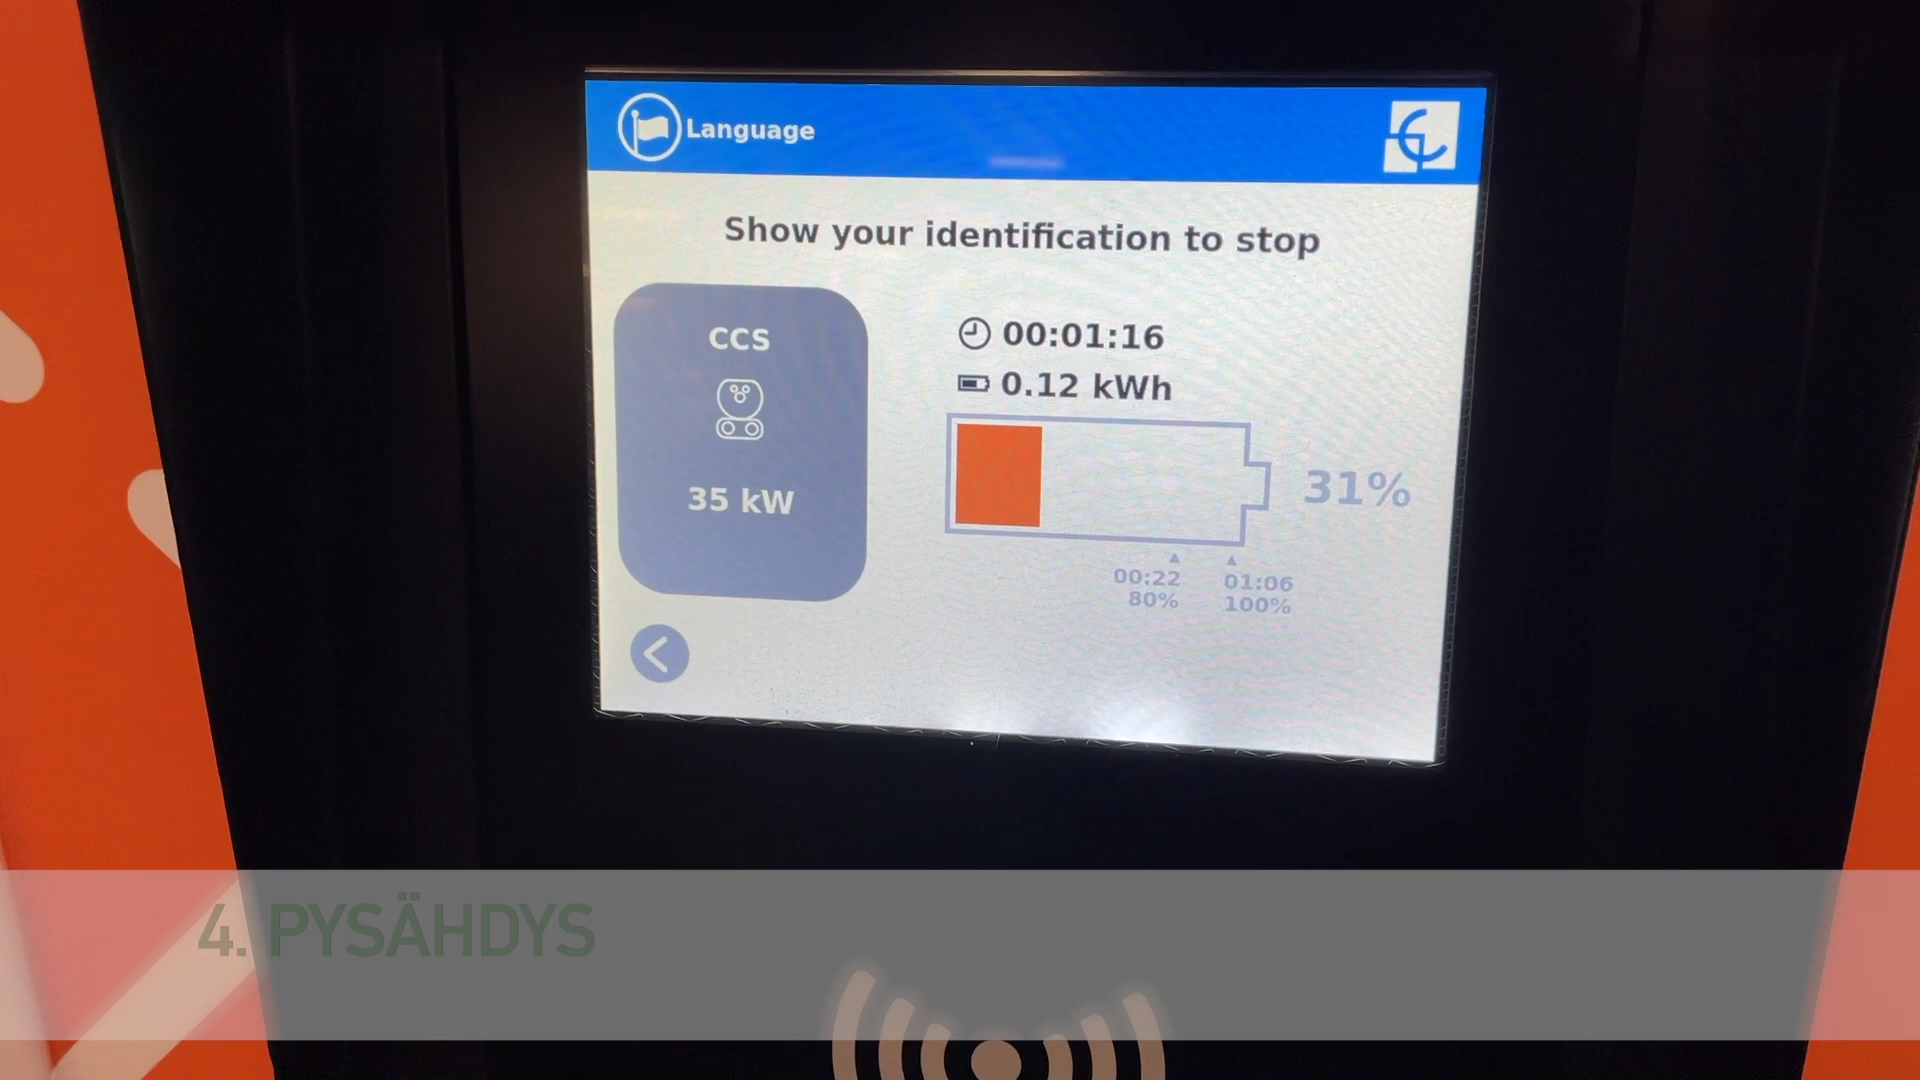 Language
Show your identification to stop
CCS
35 kW
00:01:16
0.12 kWh
31%
00:22
80%
01:06
100%
4. PYSÄHDYS